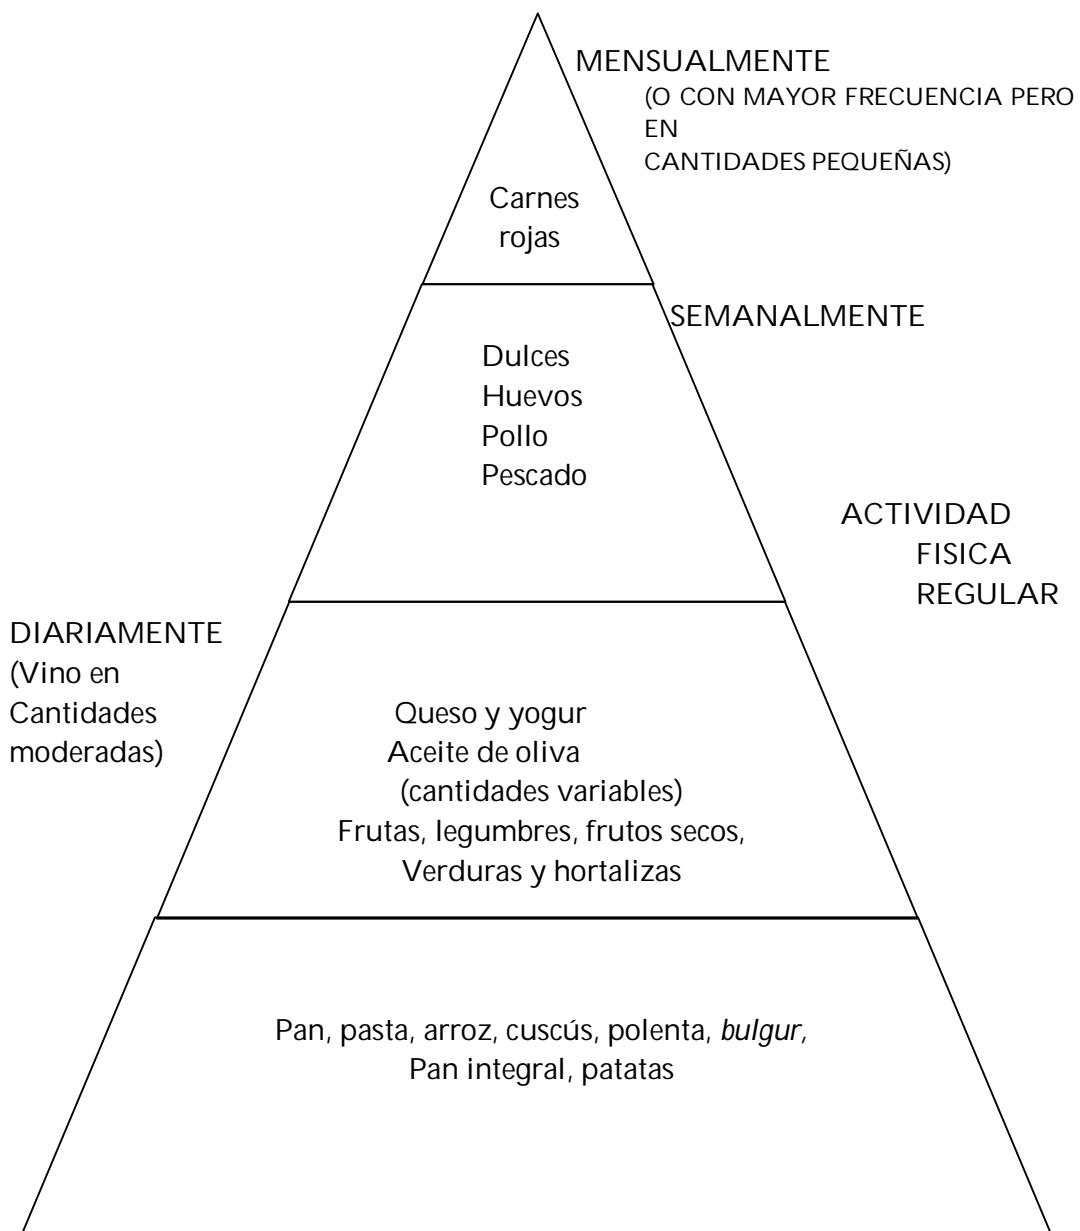 MENSUALMENTE
(O CON MAYOR FRECUENCIA PERO
EN
CANTIDADES PEQUEÑAS)
Carnes
rojas
SEMANALMENTE
Dulces
Huevos
Pollo
Pescado
ACTIVIDAD
FISICA
REGULAR
DIARIAMENTE
(Vino en
Cantidades
moderadas)
Queso y yogur
Aceite de oliva
(cantidades variables)
Frutas, legumbres, frutos secos,
Verduras y hortalizas
Pan, pasta, arroz, cuscús, polenta, bulgur,
Pan integral, patatas